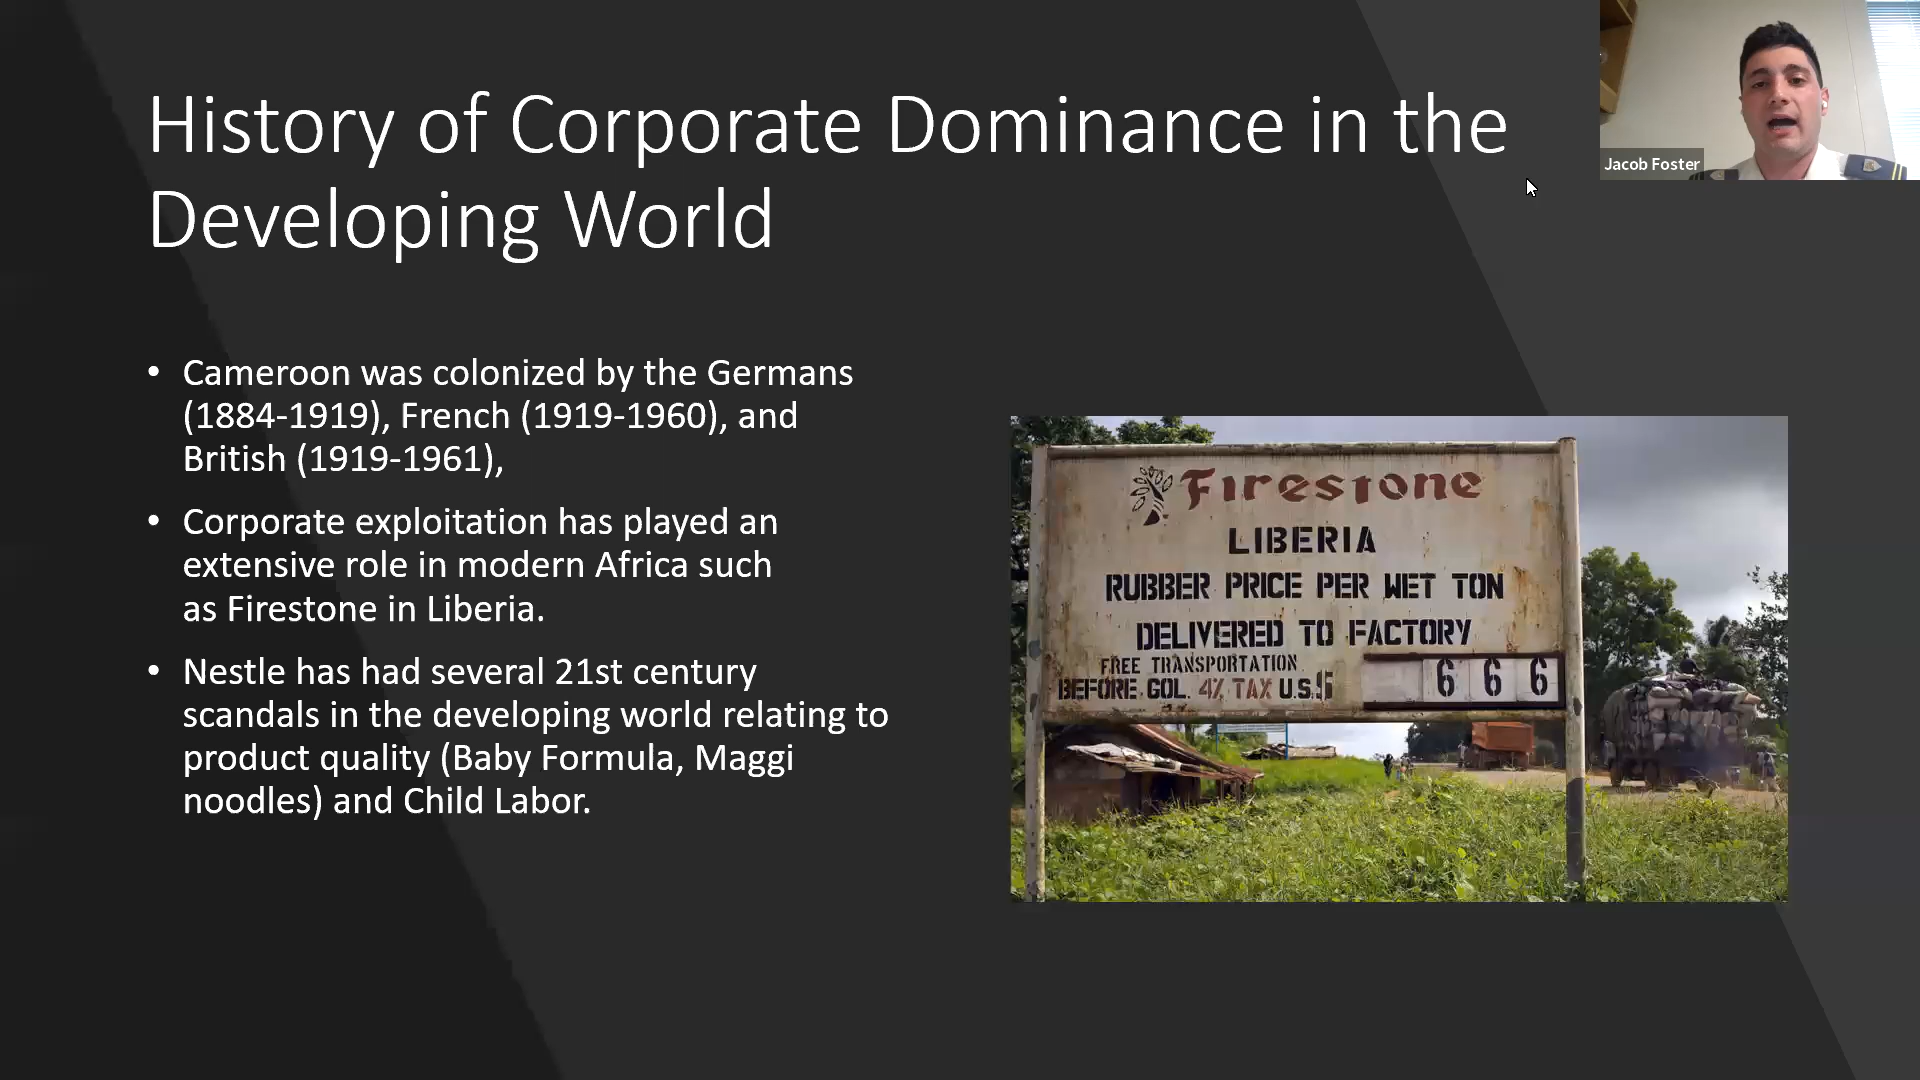 History of Corporate Dominance in the
Developing World
Jacob Foster
• Cameroon was colonized by the Germans
(1884-1919), French (1919-1960), and
British (1919-1961),
• Corporate exploitation has played an
extensive role in modern Africa such
as Firestone in Liberia.
• Nestle has had several 21st century
scandals in the developing world relating to
product quality (Baby Formula, Maggi
noodles) and Child Labor.
Firestone
LIBERIA
RUBBER PRICE PER WET TON
DELIVERED TO FACTORY
FREE TRANSPORTATION
BEFORE GOL. 4% TAX U.S.$ 666